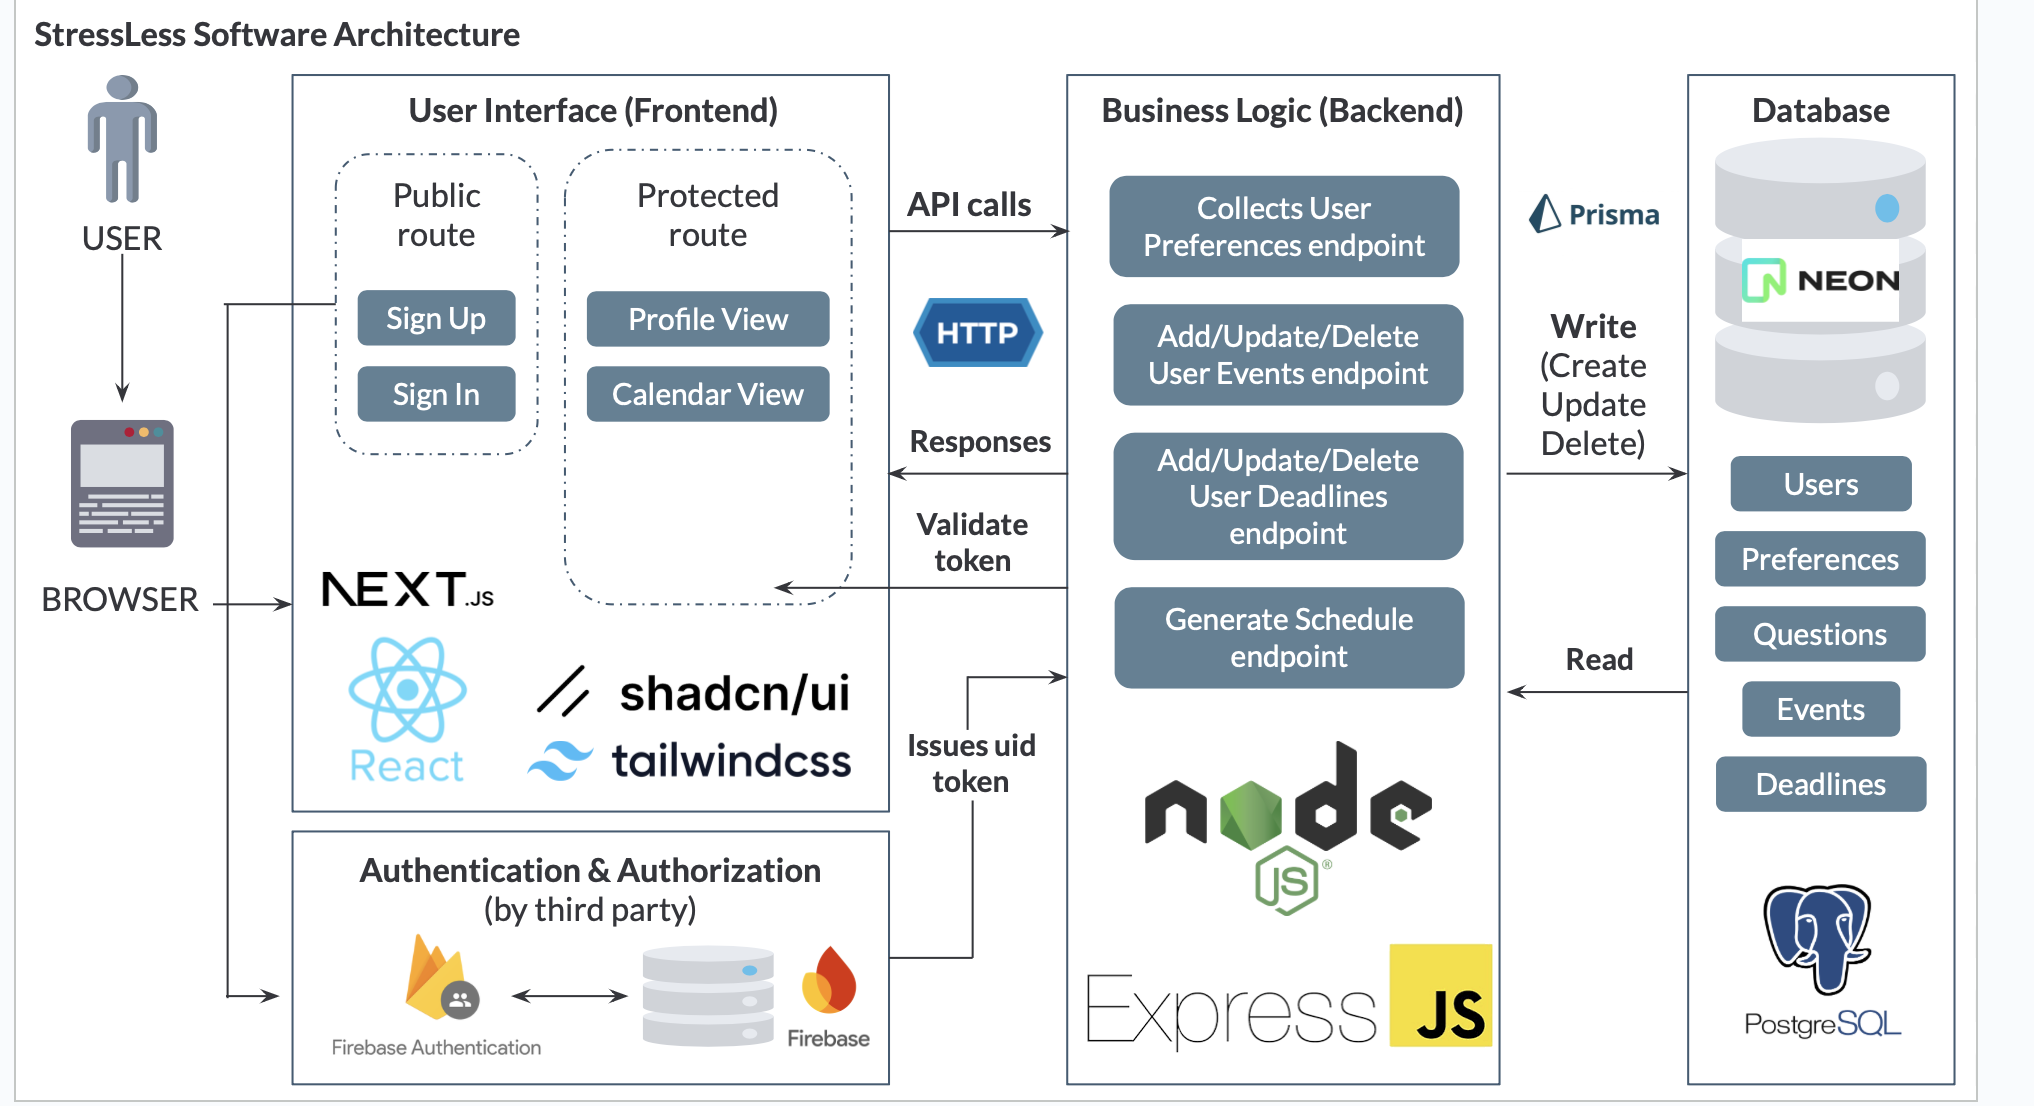 StressLess Software Architecture
USER
BROWSER
User Interface (Frontend)
Public
route
Sign Up
Sign In
Protected
route
Profile View
Calendar View
NEXT.JS
React
shadcn/ui
tailwindcss
Authentication & Authorization
(by third party)
Firebase Authentication
Firebase
API calls
HTTP
Responses
Validate
token
Issues uid
token
Business Logic (Backend)
Collects User
Preferences endpoint
Add/Update/Delete
User Events endpoint
Add/Update/Delete
User Deadlines
endpoint
Generate Schedule
endpoint
node
JS®
Express
JS
Prisma
Write
(Create
Update
Delete)
Read
Database
NEON
Users
Preferences
Questions
Events
Deadlines
PostgreSQL